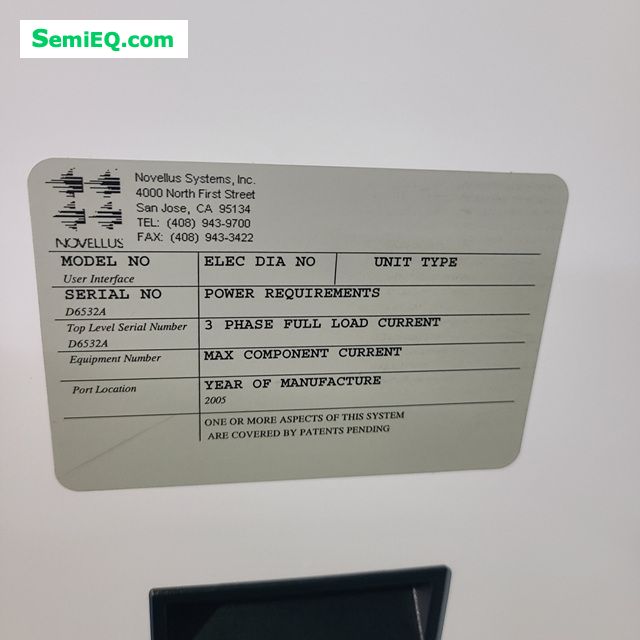 SemiEQ.com
NOVELLUS
Novellus Systems, Inc.
4000 North First Street
San Jose, CA 95134
TEL: (408) 943-9700
FAX: (408) 943-3422
MODEL NO
User Interface
ELEC DIA NO
UNIT TYPE
SERIAL NO
D6532A
POWER REQUIREMENTS
Top Level Serial Number
D6532A
3 PHASE FULL LOAD CURRENT
Equipment Number
MAX COMPONENT CURRENT
Port Location
YEAR OF MANUFACTURE
2005
ONE OR MORE ASPECTS OF THIS SYSTEM
ARE COVERED BY PATENTS PENDING